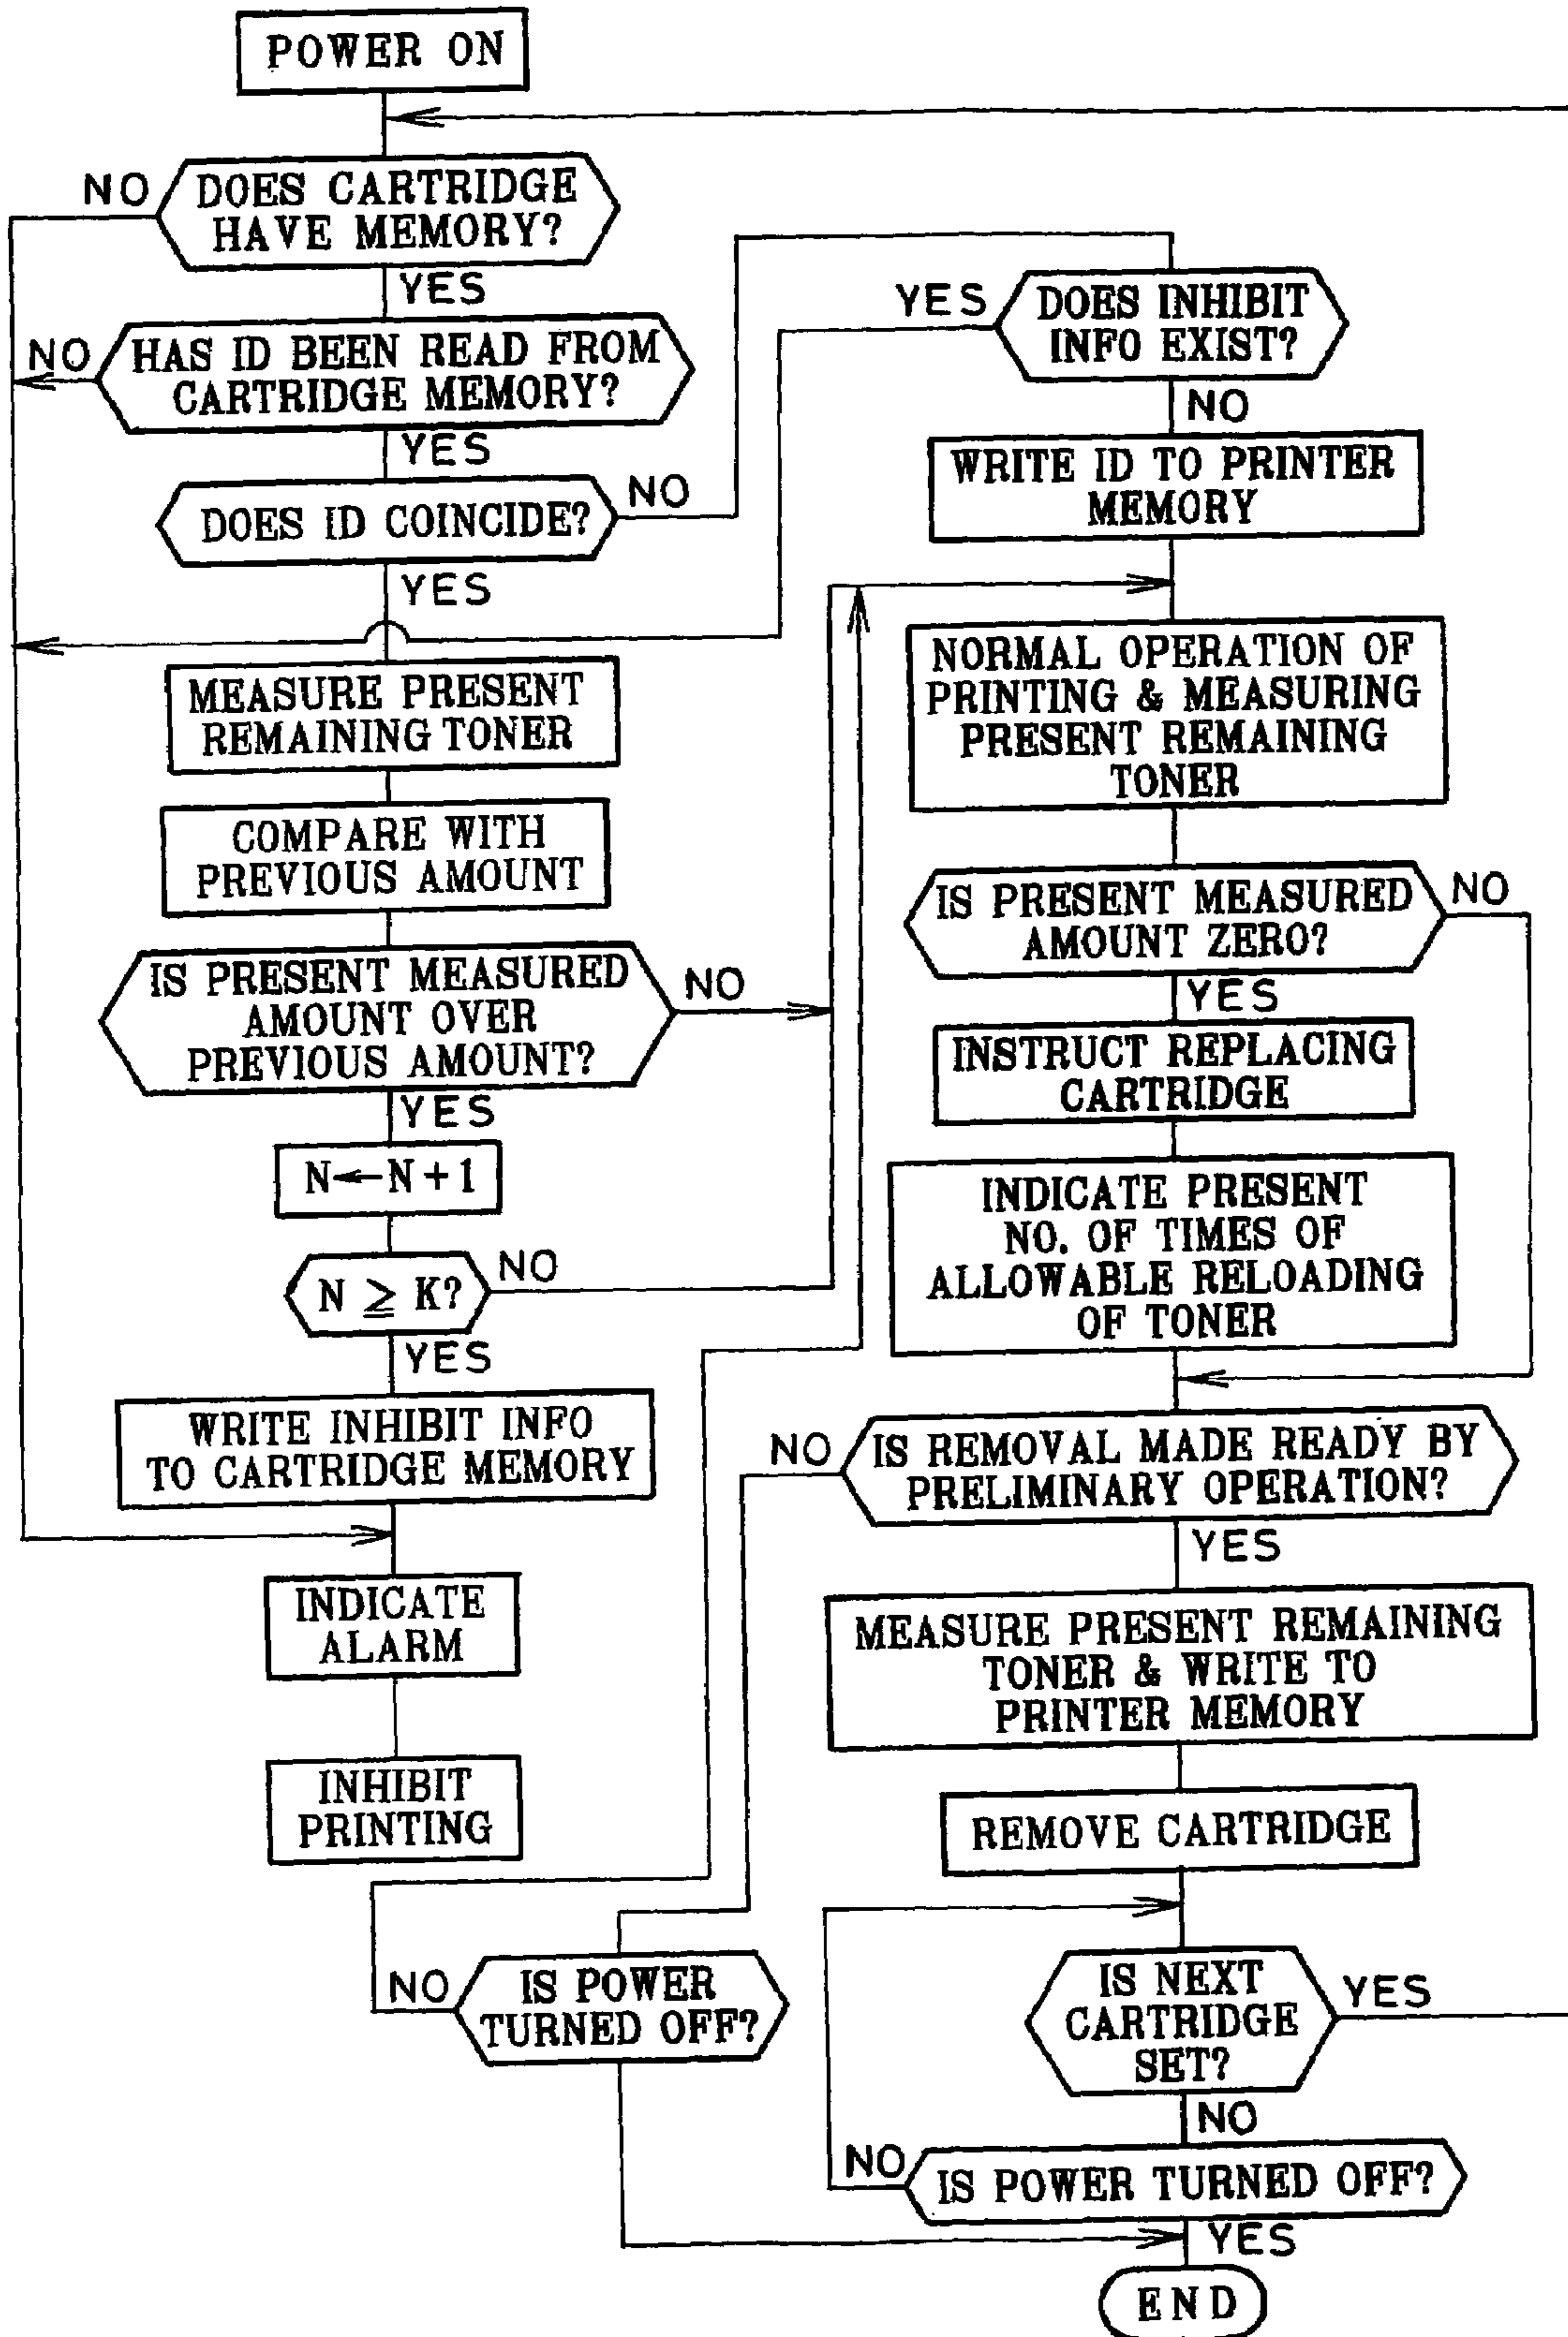 POWER ON
NO
DOES CARTRIDGE
HAVE MEMORY?
YES
NO
HAS ID BEEN READ FROM
CARTRIDGE MEMORY?
YES
DOES ID COINCIDE?
NO
YES
MEASURE PRESENT
REMAINING TONER
COMPARE WITH
PREVIOUS AMOUNT
IS PRESENT MEASURED
AMOUNT OVER
PREVIOUS AMOUNT?
NO
YES
N←N+1
N ≧ K?
NO
YES
WRITE INHIBIT INFO
TO CARTRIDGE MEMORY
INDICATE
ALARM
INHIBIT
PRINTING
YES
DOES INHIBIT
INFO EXIST?
NO
WRITE ID TO PRINTER
MEMORY
NORMAL OPERATION OF
PRINTING & MEASURING
PRESENT REMAINING
TONER
IS PRESENT MEASURED
AMOUNT ZERO?
NO
YES
INSTRUCT REPLACING
CARTRIDGE
INDICATE PRESENT
NO. OF TIMES OF
ALLOWABLE RELOADING
OF TONER
NO
IS REMOVAL MADE READY BY
PRELIMINARY OPERATION?
YES
MEASURE PRESENT REMAINING
TONER & WRITE TO
PRINTER MEMORY
REMOVE CARTRIDGE
NO
IS POWER
TURNED OFF?
IS NEXT
CARTRIDGE
SET?
YES
NO
NO
IS POWER TURNED OFF?
YES
END